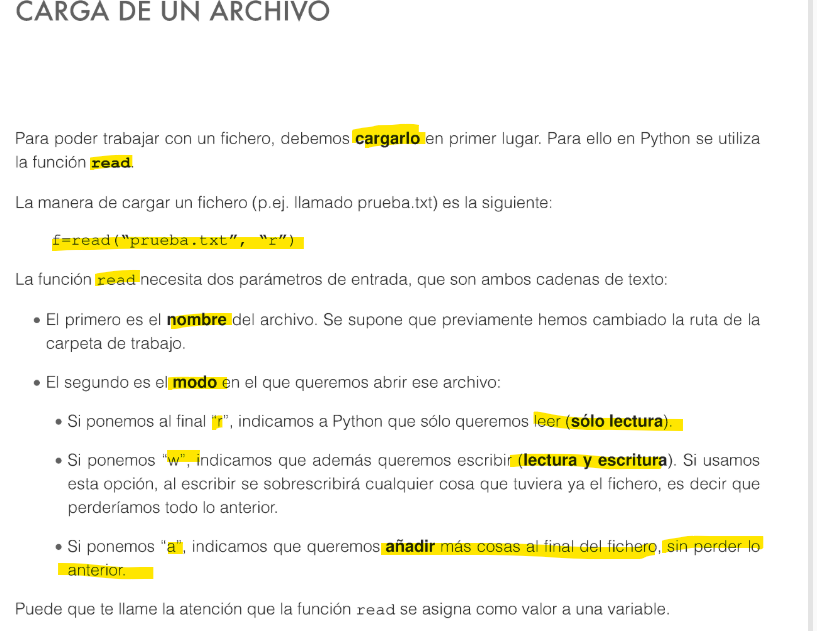 CARGA DE UN ARCHIVO
Para poder trabajar con un fichero, debemos cargarlo en primer lugar. Para ello en Python se utiliza
la función read.
La manera de cargar un fichero (p.ej. llamado prueba.txt) es la siguiente:
f=read(“prueba.txt”, “r”)
La función read necesita dos parámetros de entrada, que son ambos cadenas de texto:
• El primero es el nombre del archivo. Se supone que previamente hemos cambiado la ruta de la
carpeta de trabajo.
• El segundo es el modo en el que queremos abrir ese archivo:
• Si ponemos al final “r”, indicamos a Python que sólo queremos leer (sólo lectura).
• Si ponemos “w”, indicamos que además queremos escribir (lectura y escritura). Si usamos
esta opción, al escribir se sobrescribirá cualquier cosa que tuviera ya el fichero, es decir que
perderíamos todo lo anterior.
• Si ponemos “a”, indicamos que queremos añadir más cosas al final del fichero, sin perder lo
anterior.
Puede que te llame la atención que la función read se asigna como valor a una variable.